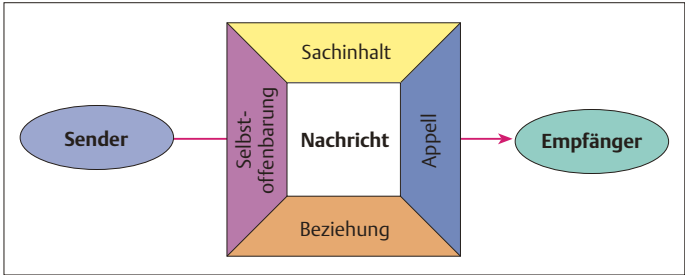 Sachinhalt
Sender
Selbst-
offenbarung
Nachricht
Appell
Empfänger
Beziehung